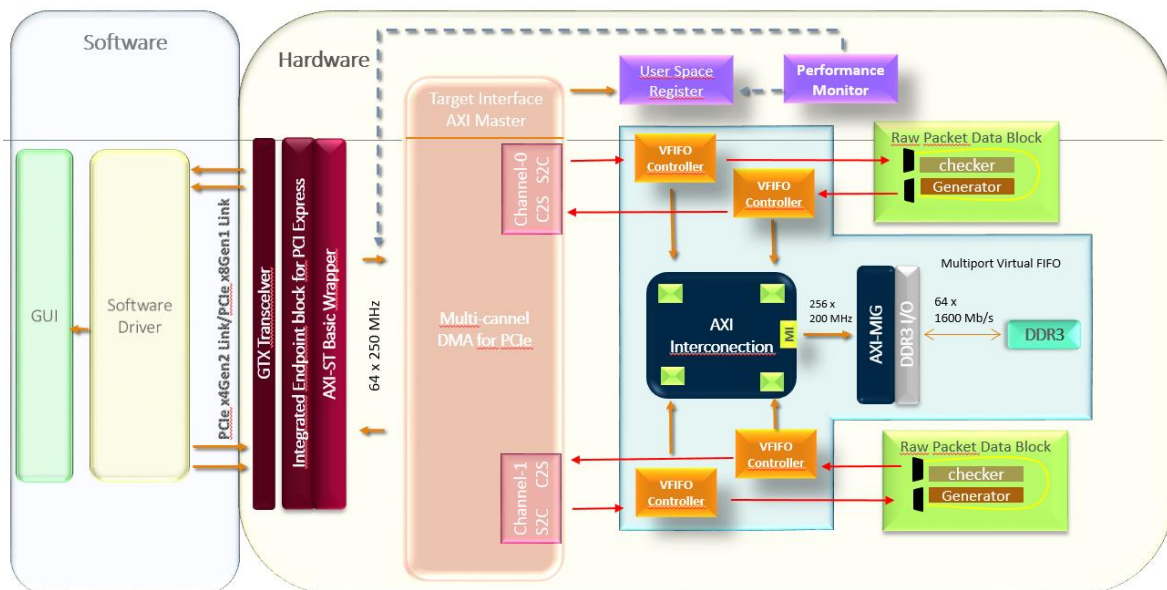 Software
Hardware
GUI
Software
Driver
PCIe x4Gen2 Link/PCIe x8Gen1 Link
GTX Transcelver
Integrated Endpoint block for PCI Express
AXI-ST Basic Wrapper
64 x 250 MHz
Target Interface
AXI Master
Multi-cannel
DMA for PCIe
Channel-0
C2S S2C
Channel-1
S2C C2S
User Space
Register
Performance
Monitor
VFIFO
Controller
VFIFO
Controller
Raw Packet Data Block
checker
Generator
AXI
Interconection
MI
256 x
200 MHz
AXI-MIG
DDR3 I/O
Multiport Virtual FIFO
64 x
1600 Mb/s
DDR3
VFIFO
Controller
VFIFO
Controller
Raw Packet Data Block
checker
Generator